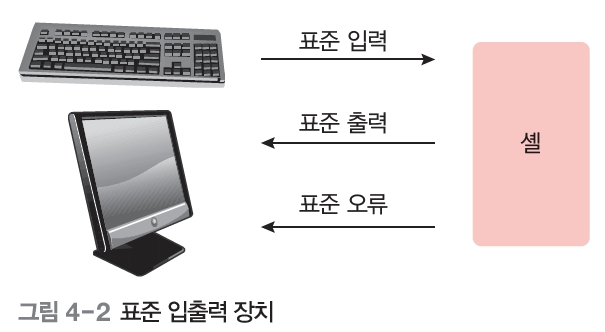 표준 입력
표준 출력
셸
표준 오류
그림 4-2 표준 입출력 장치